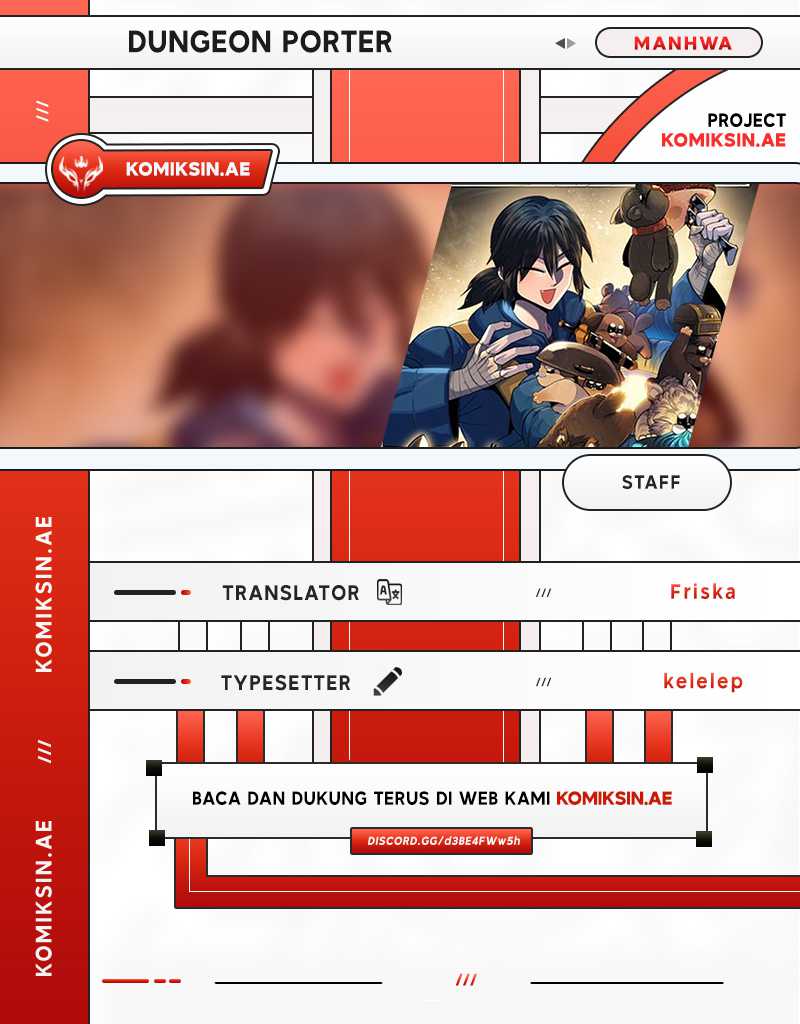 DUNGEON PORTER
MANHWA
///
PROJECT
KOMIKSIN.AE
KOMIKSIN.AE
STAFF
KOMIKSIN.AE
TRANSLATOR
///
Friska
TYPESETTER
///
kelelep
///
BACA DAN DUKUNG TERUS DI WEB KAMI KOMIKSIN.AE
DISCORD.GG/d3BE4FWw5h
KOMIKSIN.AE
///